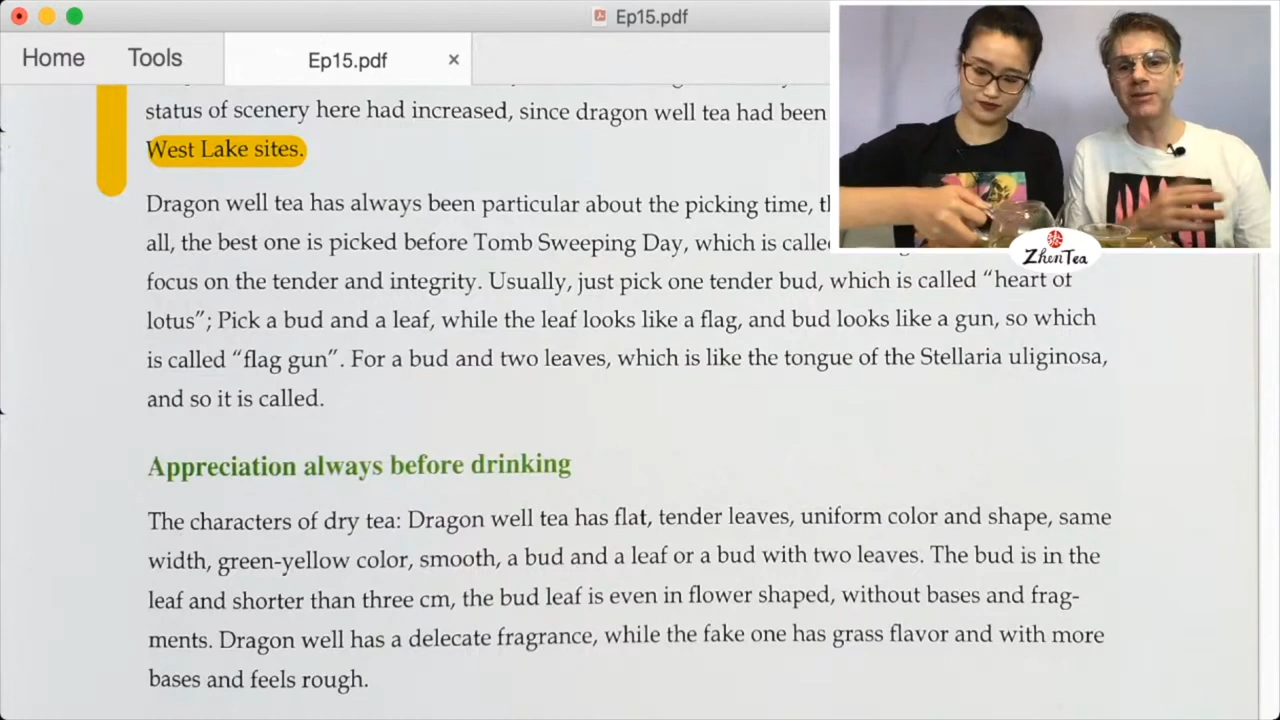 Ep15.pdf
Home
Tools
Ep15.pdf
×
status of scenery here had increased, since dragon well tea had been
West Lake sites.
Dragon well tea has always been particular about the picking time,
all, the best one is picked before Tomb Sweeping Day, which is called
focus on the tender and integrity. Usually, just pick one tender bud, which is called “heart of
lotus”; Pick a bud and a leaf, while the leaf looks like a flag, and bud looks like a gun, so which
is called “flag gun”. For a bud and two leaves, which is like the tongue of the Stellaria uliginosa,
and so it is called.
Appreciation always before drinking
The characters of dry tea: Dragon well tea has flat, tender leaves, uniform color and shape, same
width, green-yellow color, smooth, a bud and a leaf or a bud with two leaves. The bud is in the
leaf and shorter than three cm, the bud leaf is even in flower shaped, without bases and frag-
ments. Dragon well has a delecate fragrance, while the fake one has grass flavor and with more
bases and feels rough.
ZhenTea